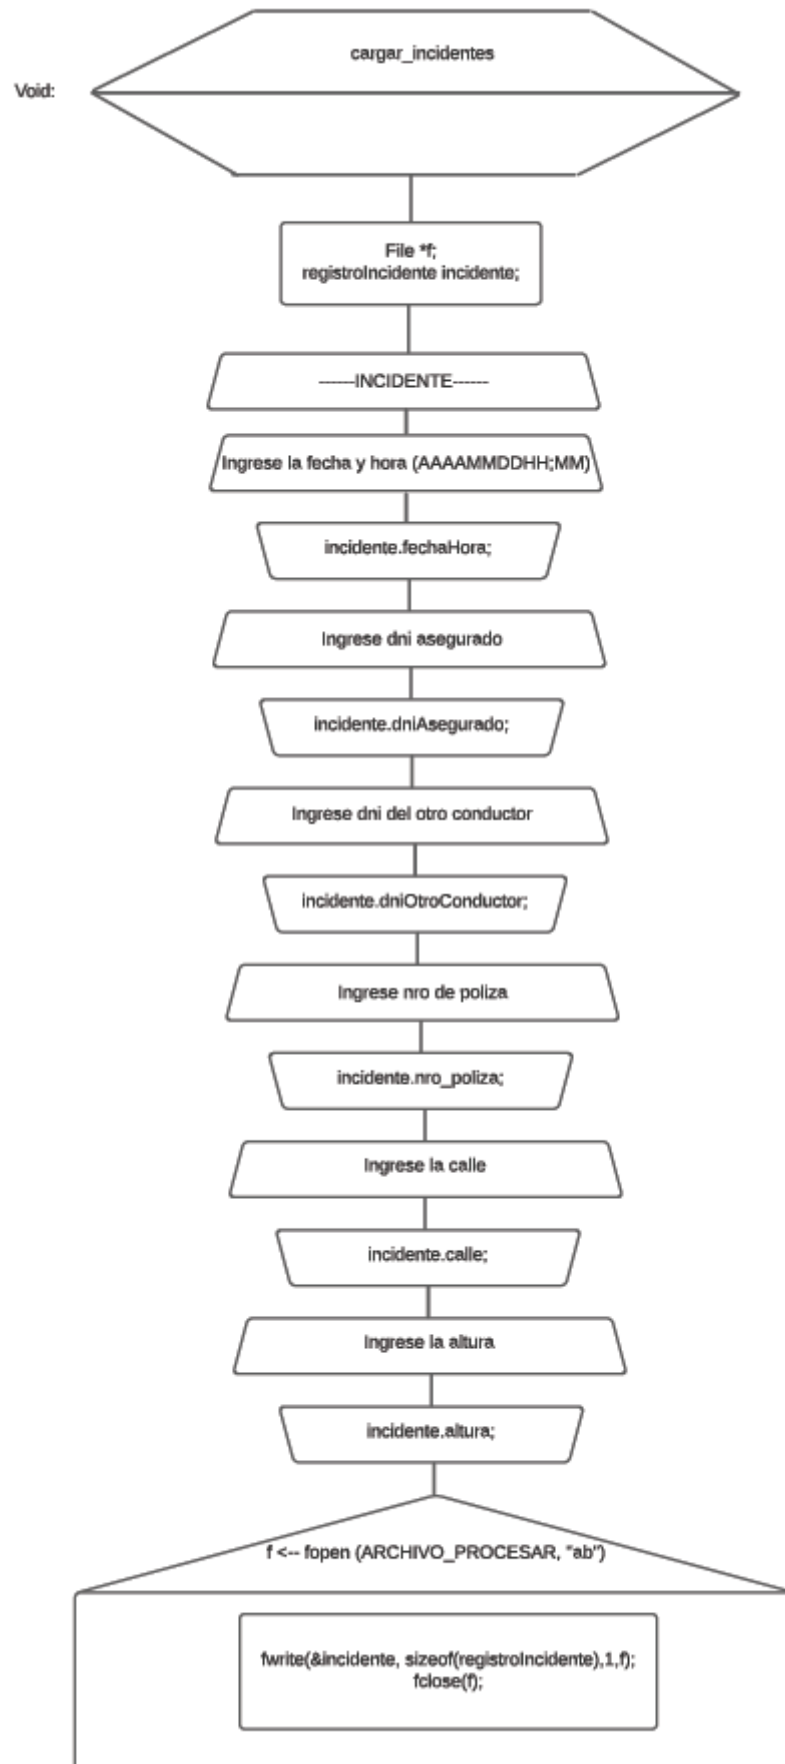 cargar_incidentes
Void:
File *f;
registroIncidente incidente;
------INCIDENTE------
Ingrese la fecha y hora (AAAAMMDDHH;MM)
incidente.fechaHora;
Ingrese dni asegurado
incidente.dniAsegurado;
Ingrese dni del otro conductor
incidente.dniOtroConductor;
Ingrese nro de poliza
incidente.nro_poliza;
Ingrese la calle
incidente.calle;
Ingrese la altura
incidente.altura;
f <-- fopen (ARCHIVO_PROCESAR, "ab")
fwrite(&incidente, sizeof(registroIncidente),1,f);
fclose(f);